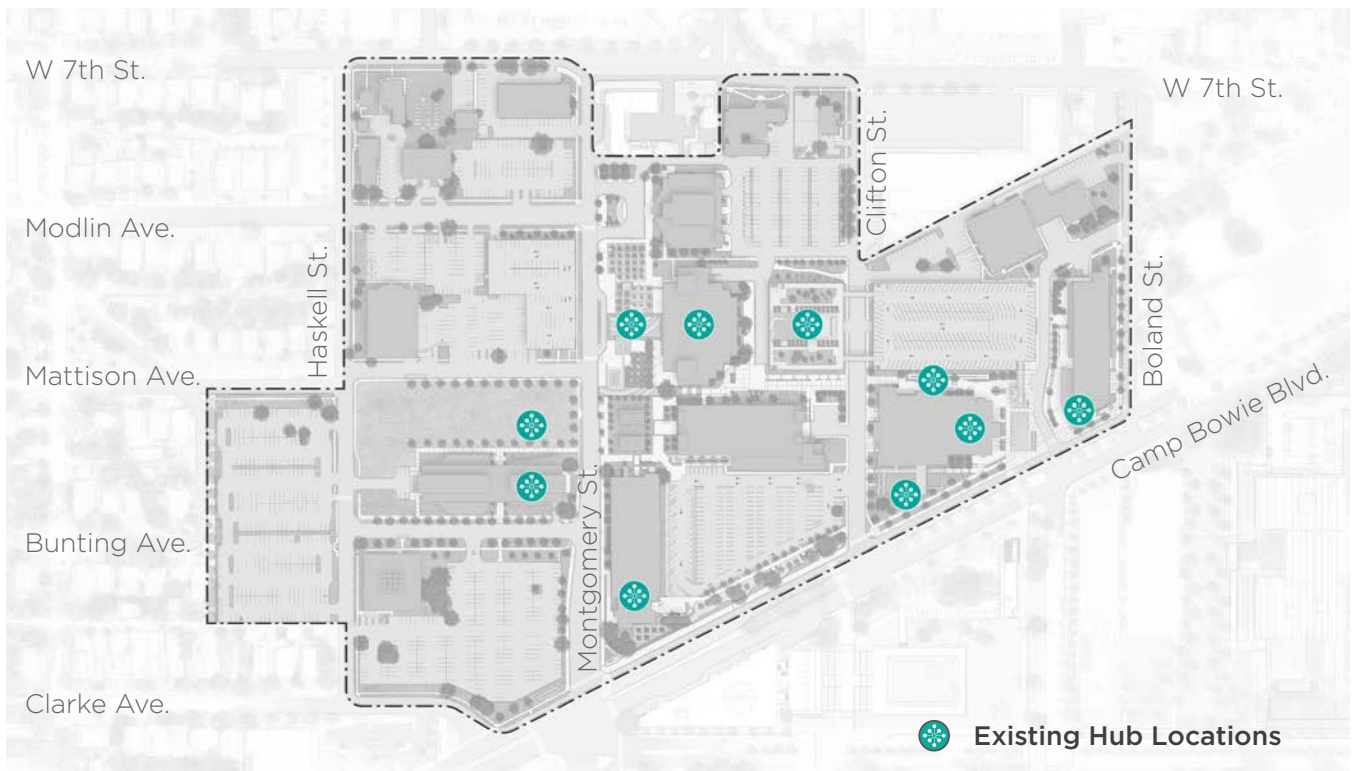 W 7th St.
W 7th St.
Clifton St.
Modlin Ave.
Haskell St.
Boland St.
Mattison Ave.
Camp Bowie Blvd.
Montgomery St.
Bunting Ave.
Clarke Ave.
Existing Hub Locations